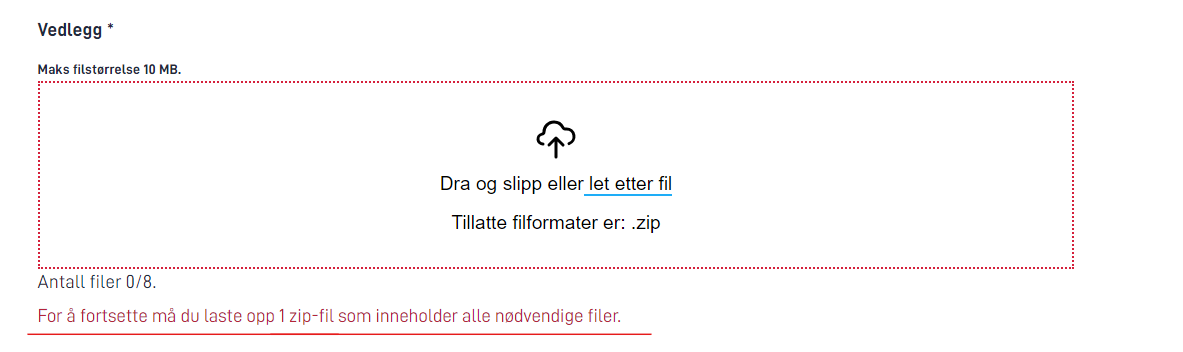 Vedlegg *
Maks filstørrelse 10 MB.
Dra og slipp eller let etter fil
Tillatte filformater er: .zip
Antall filer 0/8.
For å fortsette må du laste opp 1 zip-fil som inneholder alle nødvendige filer.